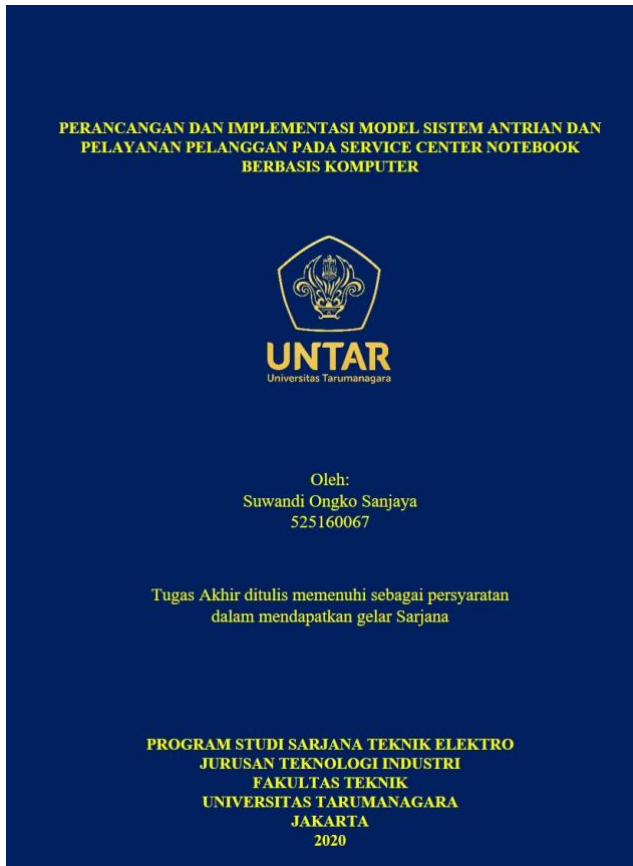 PERANCANGAN DAN IMPLEMENTASI MODEL SISTEM ANTRIAN DAN
PELAYANAN PELANGGAN PADA SERVICE CENTER NOTEBOOK
BERBASIS KOMPUTER
UNTAR
Universitas Tarumanagara
Oleh:
Suwandi Ongko Sanjaya
525160067
Tugas Akhir ditulis memenuhi sebagai persyaratan
dalam mendapatkan gelar Sarjana
PROGRAM STUDI SARJANA TEKNIK ELEKTRO
JURUSAN TEKNOLOGI INDUSTRI
FAKULTAS TEKNIK
UNIVERSITAS TARUMANAGARA
JAKARTA
2020